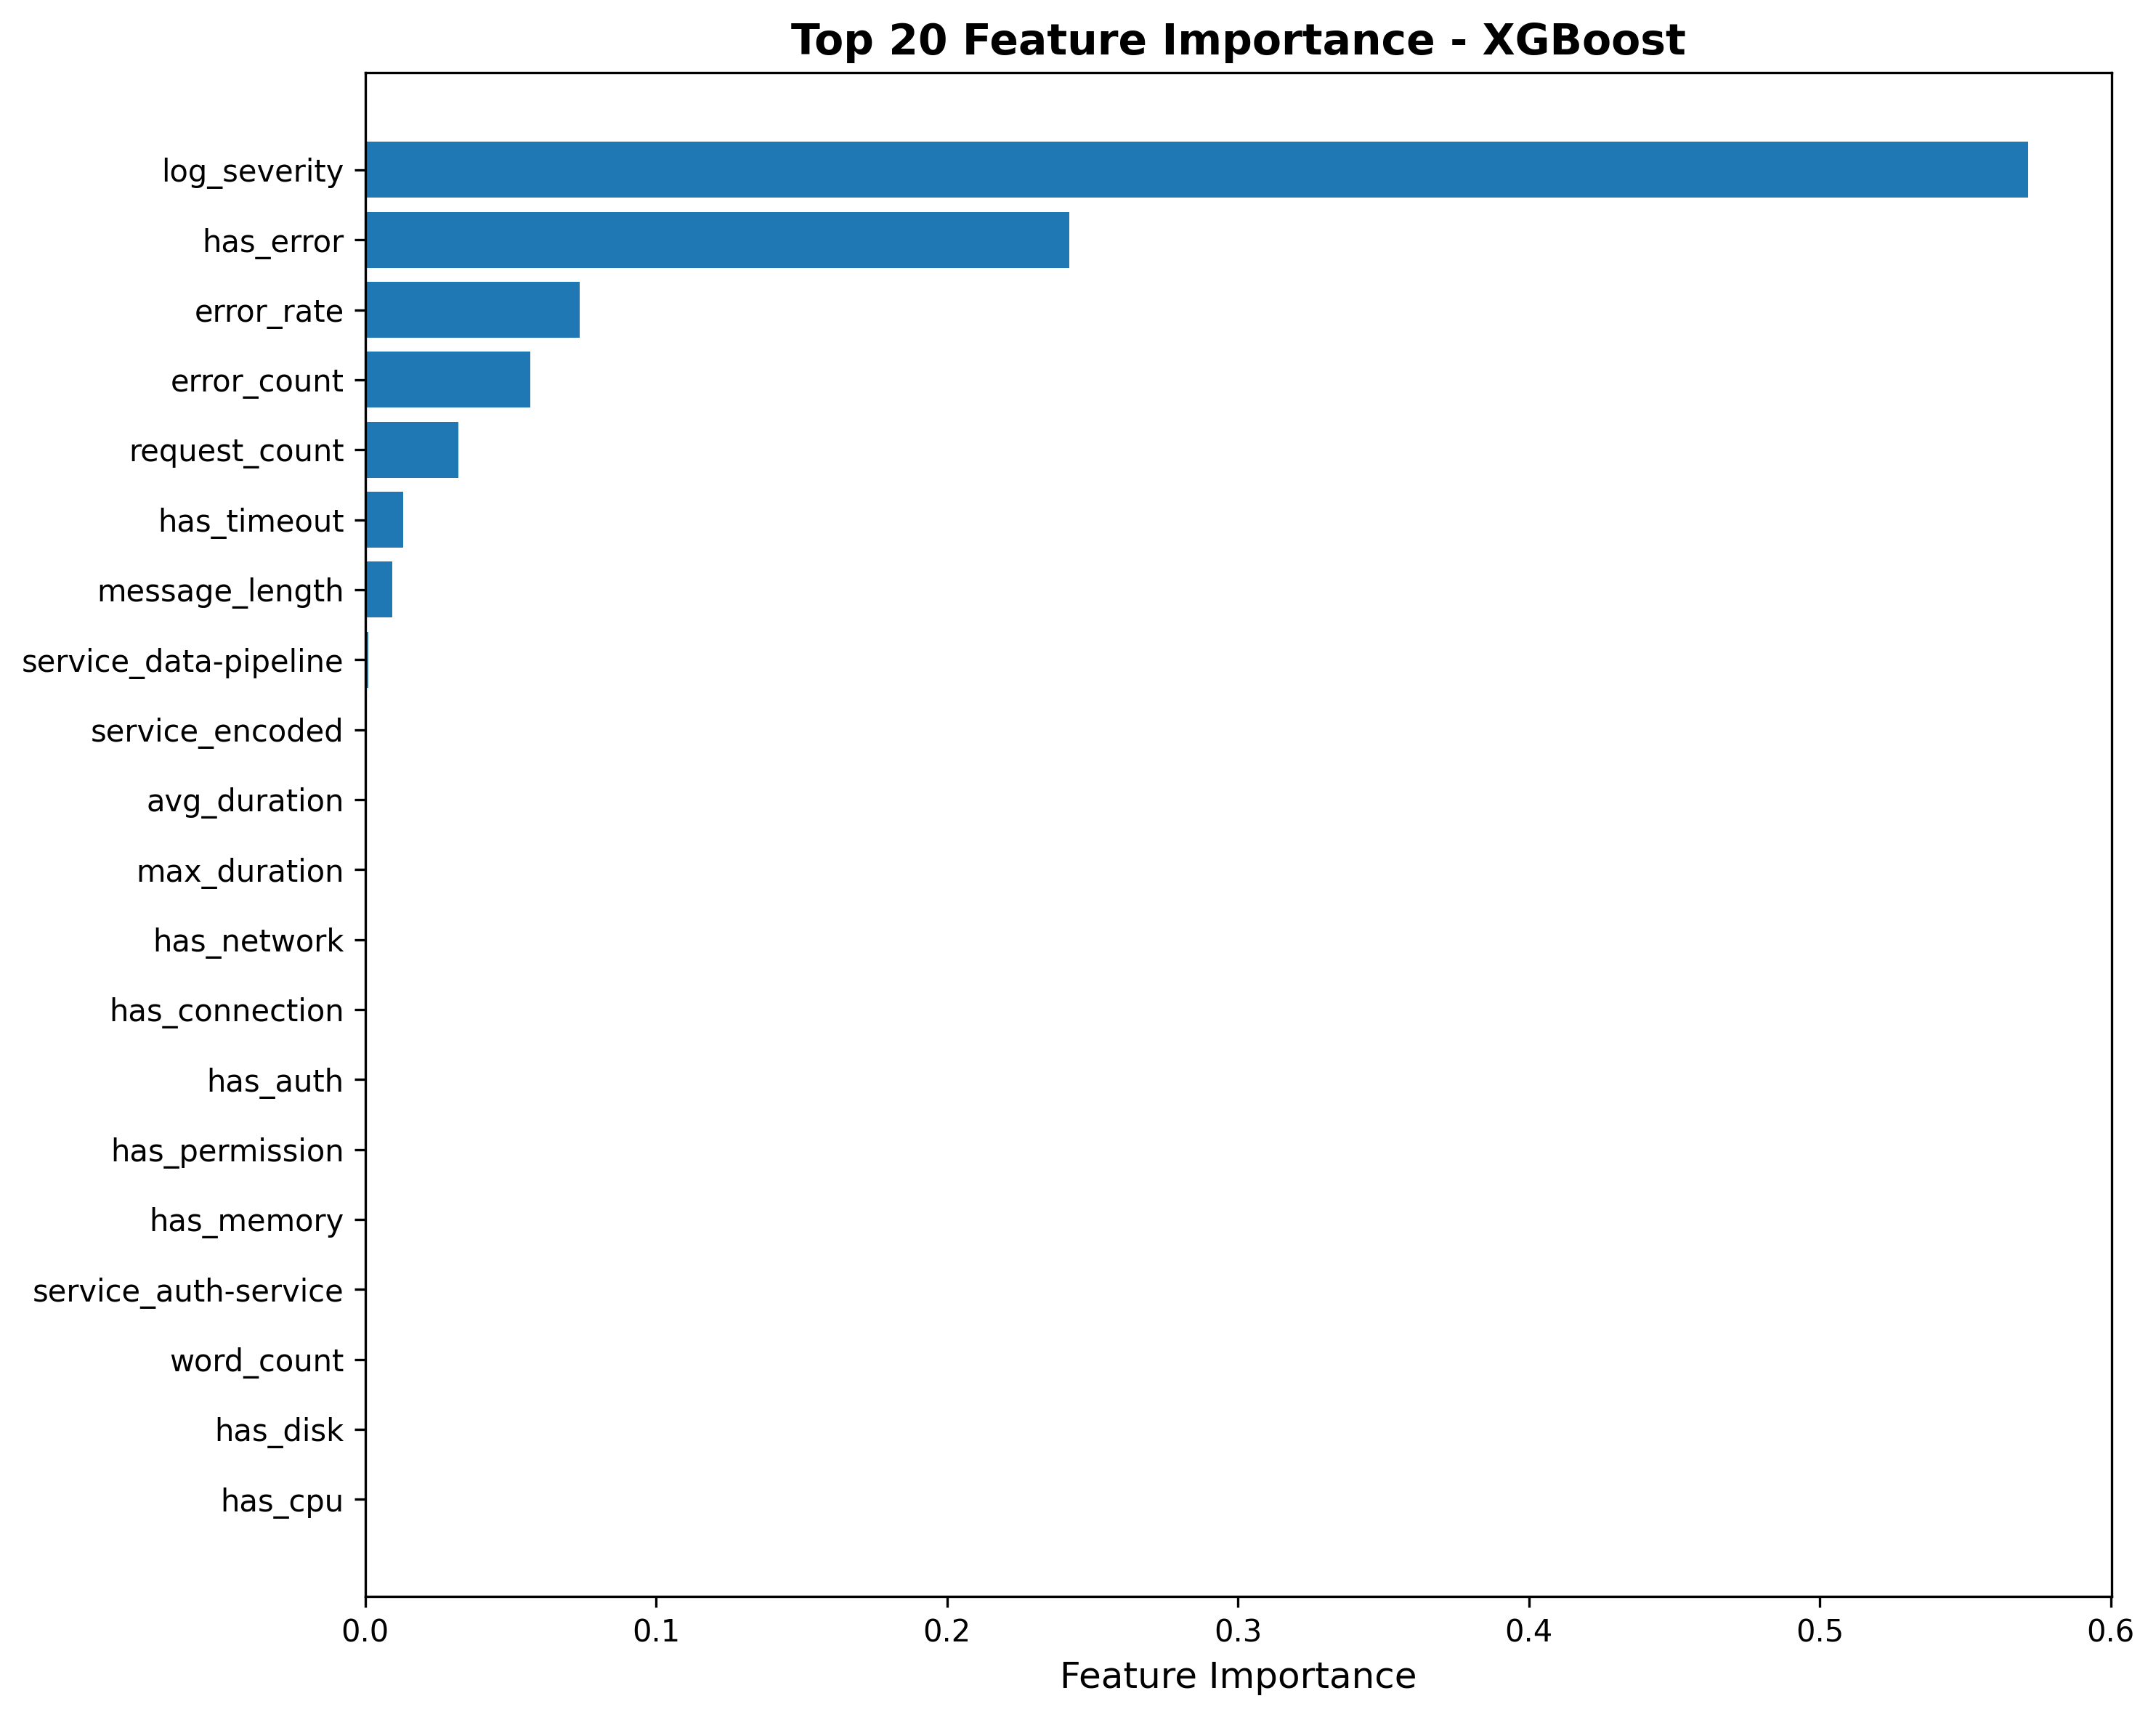 Top 20 Feature Importance - XGBoost
log_severity
has_error
error_rate
error_count
request_count
has_timeout
message_length
service_data-pipeline
service_encoded
avg_duration
max_duration
has_network
has_connection
has_auth
has_permission
has_memory
service_auth-service
word_count
has_disk
has_cpu
0.0 0.1 0.2 0.3 0.4 0.5 0.6
Feature Importance